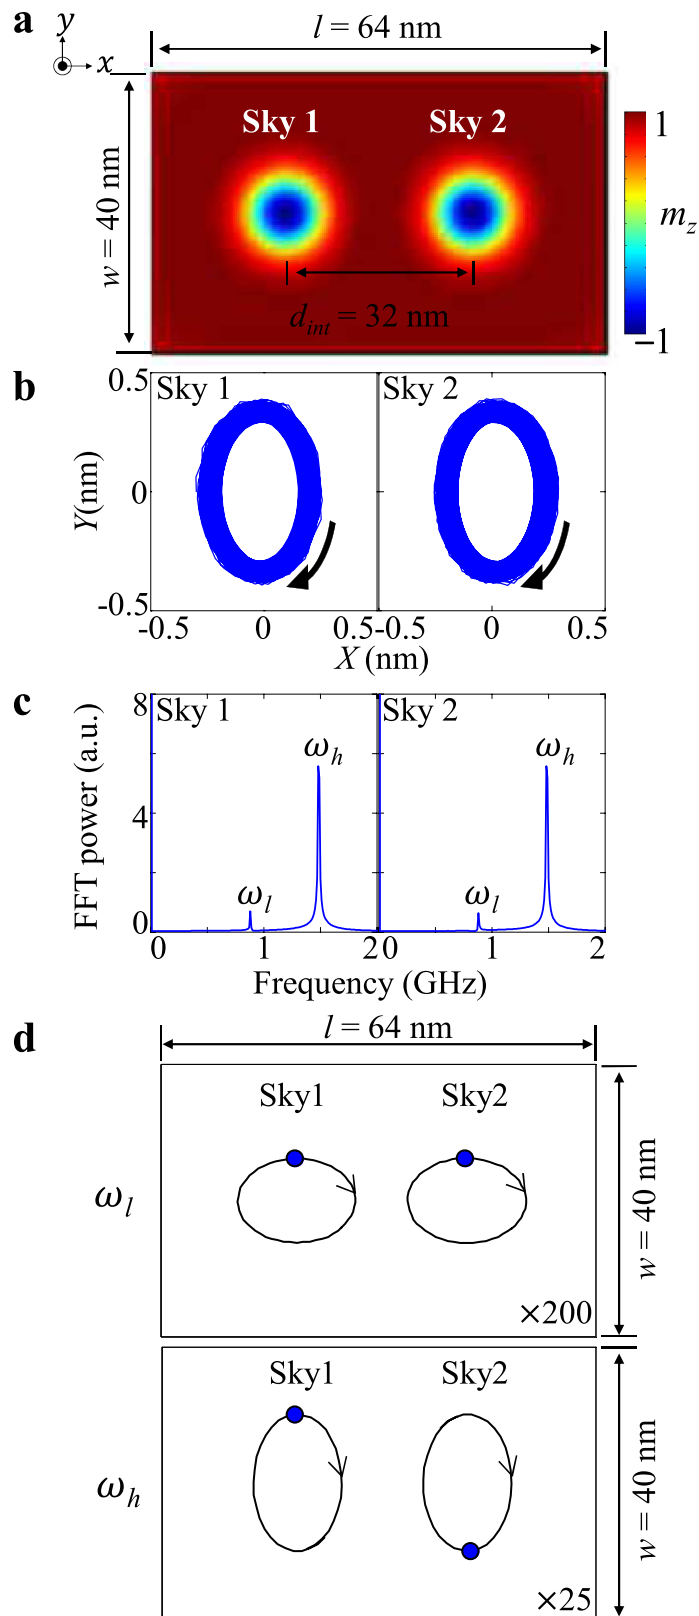 a
y
x
l = 64 nm
w = 40 nm
Sky 1
Sky 2
d_int = 32 nm
1
m_z
−1
b
Sky 1
Sky 2
0.5
0
-0.5
Y(nm)
-0.5
0
0.5
-0.5
0
0.5
X (nm)
c
Sky 1
Sky 2
8
4
0
FFT power (a.u.)
ω_h
ω_l
ω_h
ω_l
0
1
2
0
1
2
Frequency (GHz)
d
l = 64 nm
Sky1
Sky2
ω_l
w = 40 nm
×200
Sky1
Sky2
ω_h
w = 40 nm
×25